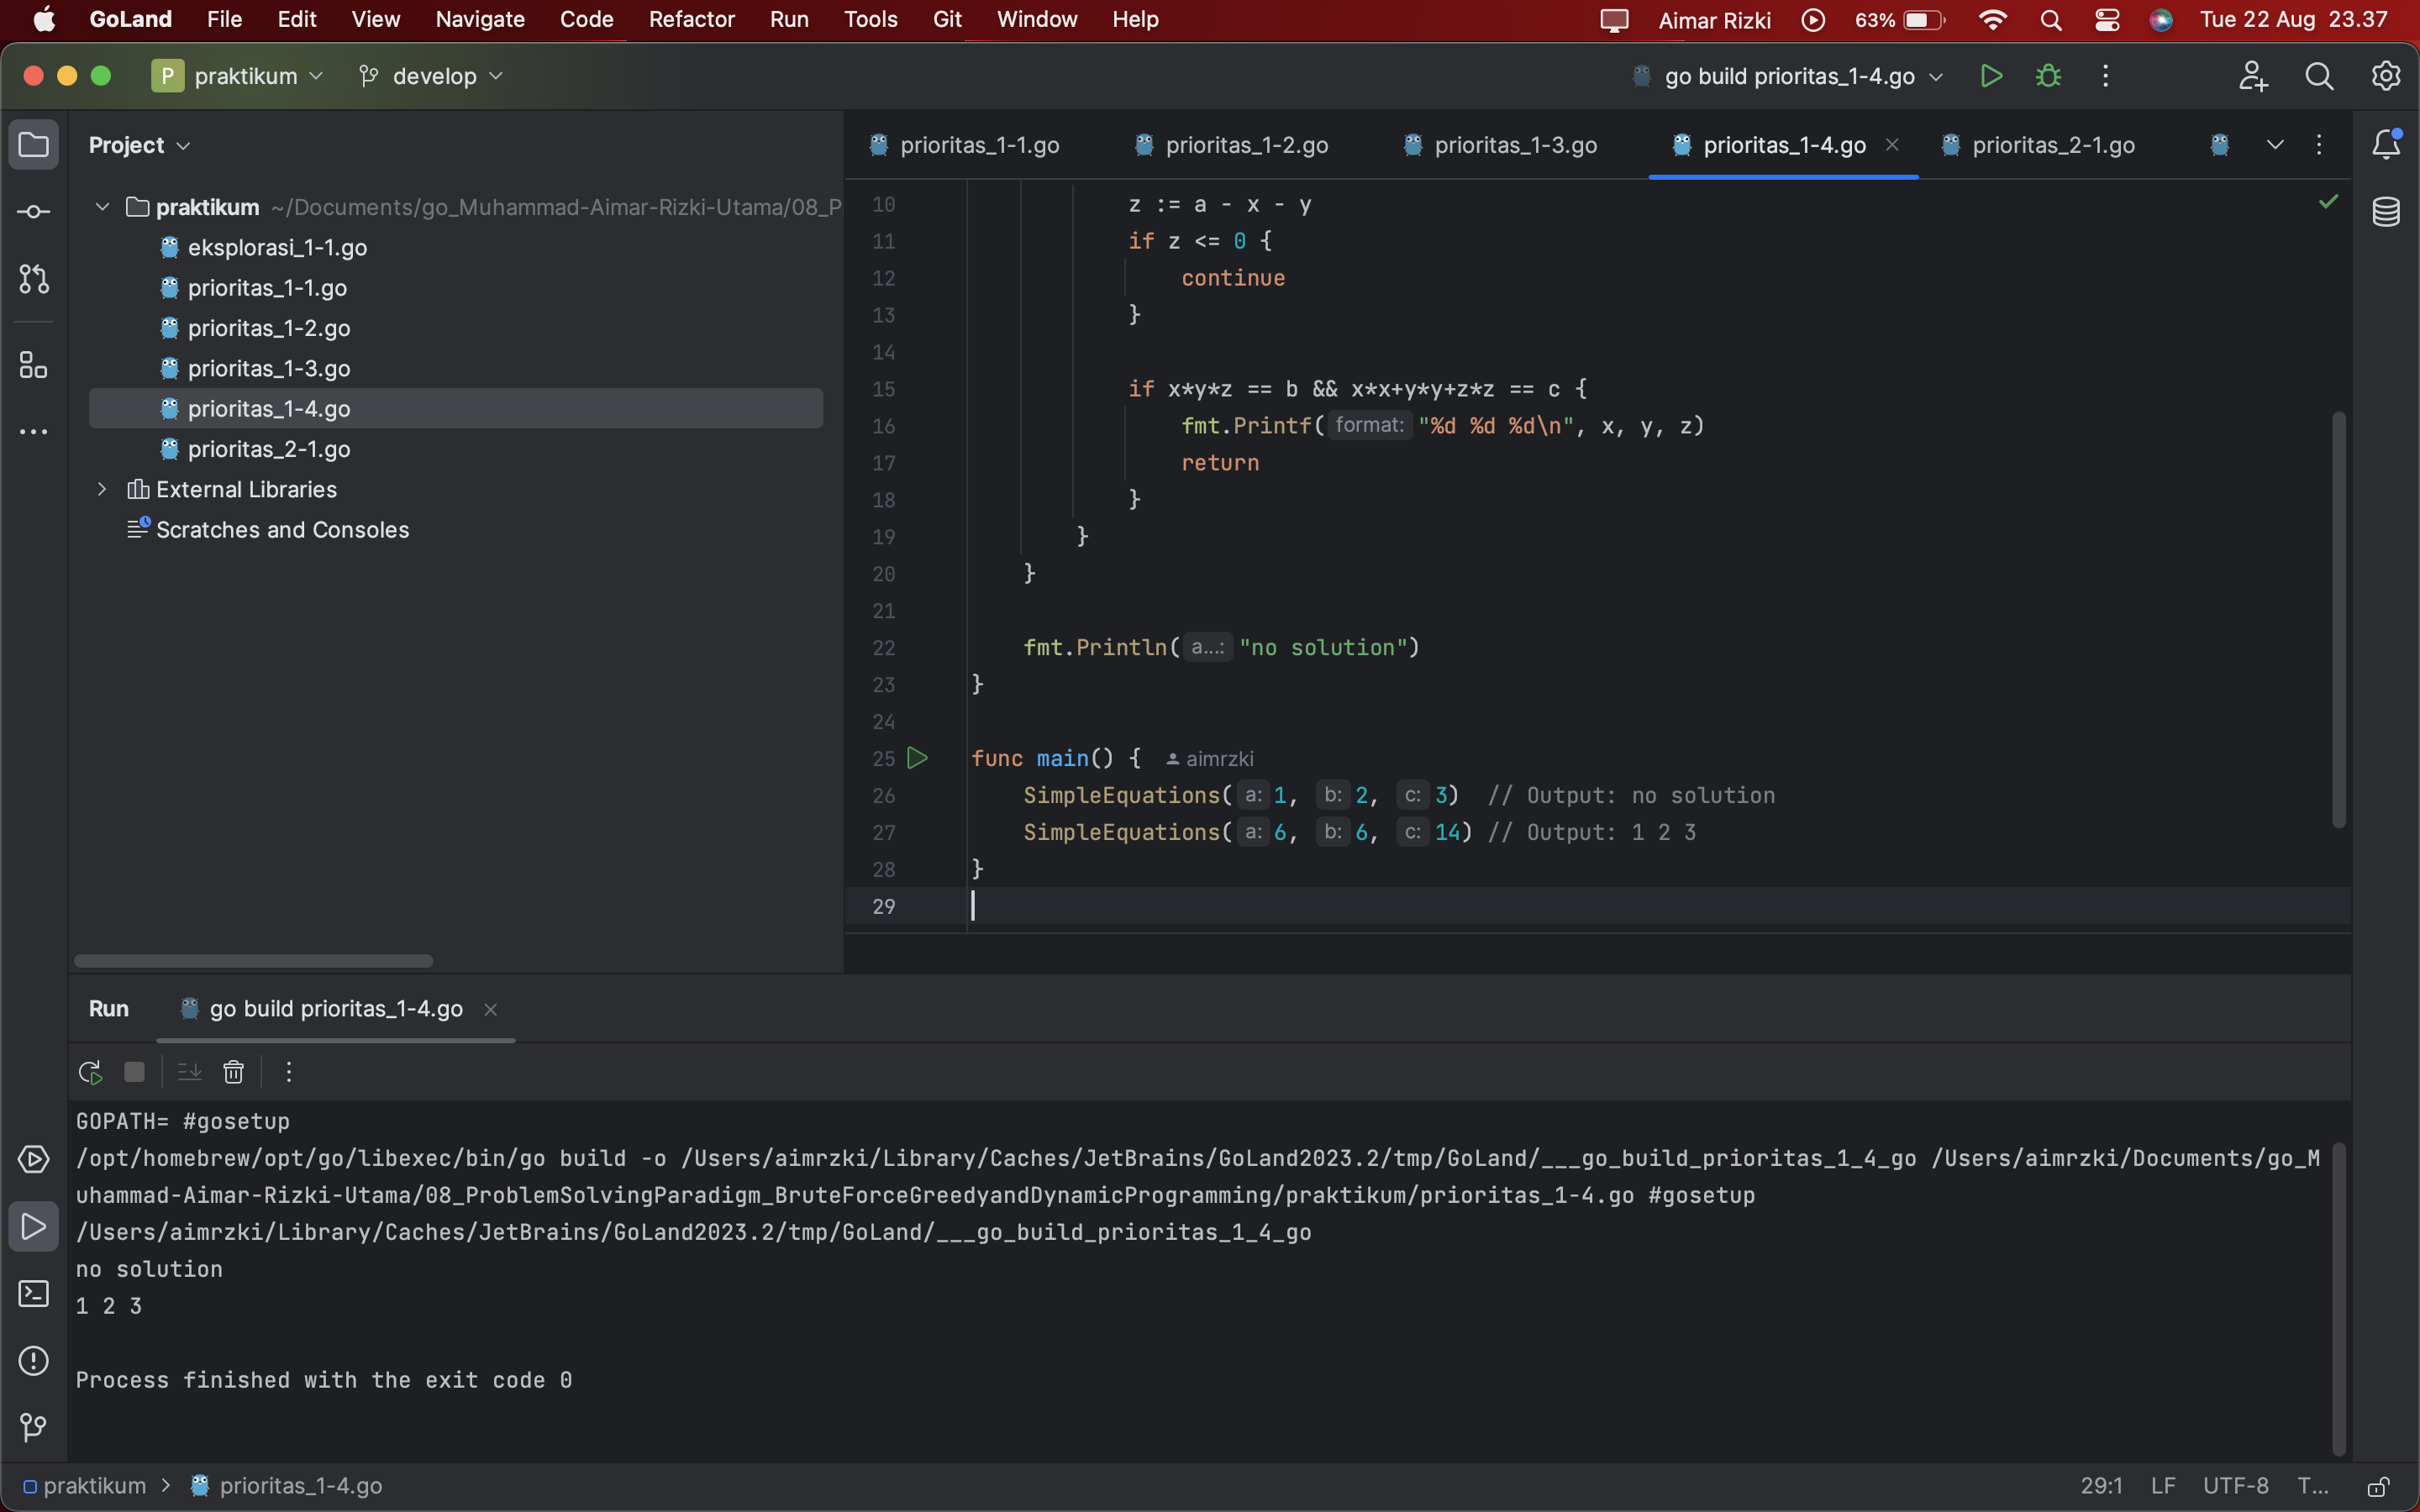 GoLand File Edit View Navigate Code Refactor Run Tools Git Window Help Aimar Rizki 63% Tue 22 Aug 23.37
P praktikum develop go build prioritas_1-4.go
Project
praktikum ~/Documents/go_Muhammad-Aimar-Rizki-Utama/08_P
eksplorasi_1-1.go
prioritas_1-1.go
prioritas_1-2.go
prioritas_1-3.go
prioritas_1-4.go
prioritas_2-1.go
External Libraries
Scratches and Consoles
prioritas_1-1.go prioritas_1-2.go prioritas_1-3.go prioritas_1-4.go prioritas_2-1.go
10 z := a - x - y
11 if z <= 0 {
12 continue
13 }
14
15 if x*y*z == b && x*x+y*y+z*z == c {
16 fmt.Printf( format: "%d %d %d\n", x, y, z)
17 return
18 }
19 }
20 }
21
22 fmt.Println( a...: "no solution")
23 }
24
25 func main() { aimrzki
26 SimpleEquations( a: 1, b: 2, c: 3) // Output: no solution
27 SimpleEquations( a: 6, b: 6, c: 14) // Output: 1 2 3
28 }
29
Run go build prioritas_1-4.go
GOPATH= #gosetup
/opt/homebrew/opt/go/libexec/bin/go build -o /Users/aimrzki/Library/Caches/JetBrains/GoLand2023.2/tmp/GoLand/___go_build_prioritas_1_4_go /Users/aimrzki/Documents/go_M
uhammad-Aimar-Rizki-Utama/08_ProblemSolvingParadigm_BruteForceGreedyandDynamicProgramming/praktikum/prioritas_1-4.go #gosetup
/Users/aimrzki/Library/Caches/JetBrains/GoLand2023.2/tmp/GoLand/___go_build_prioritas_1_4_go
no solution
1 2 3
Process finished with the exit code 0
praktikum > prioritas_1-4.go 29:1 LF UTF-8 T...